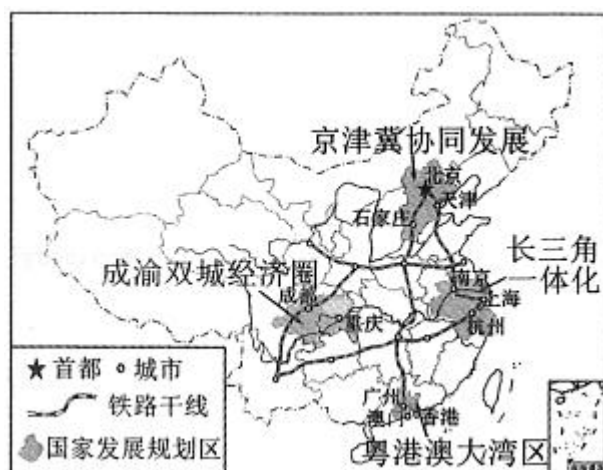 京津冀协同发展
北京
天津
石家庄
长三角
一体化
南京
上海
杭州
成渝双城经济圈
成都
重庆
广州
澳门
香港
粤港澳大湾区
★首都 城市
铁路干线
国家发展规划区